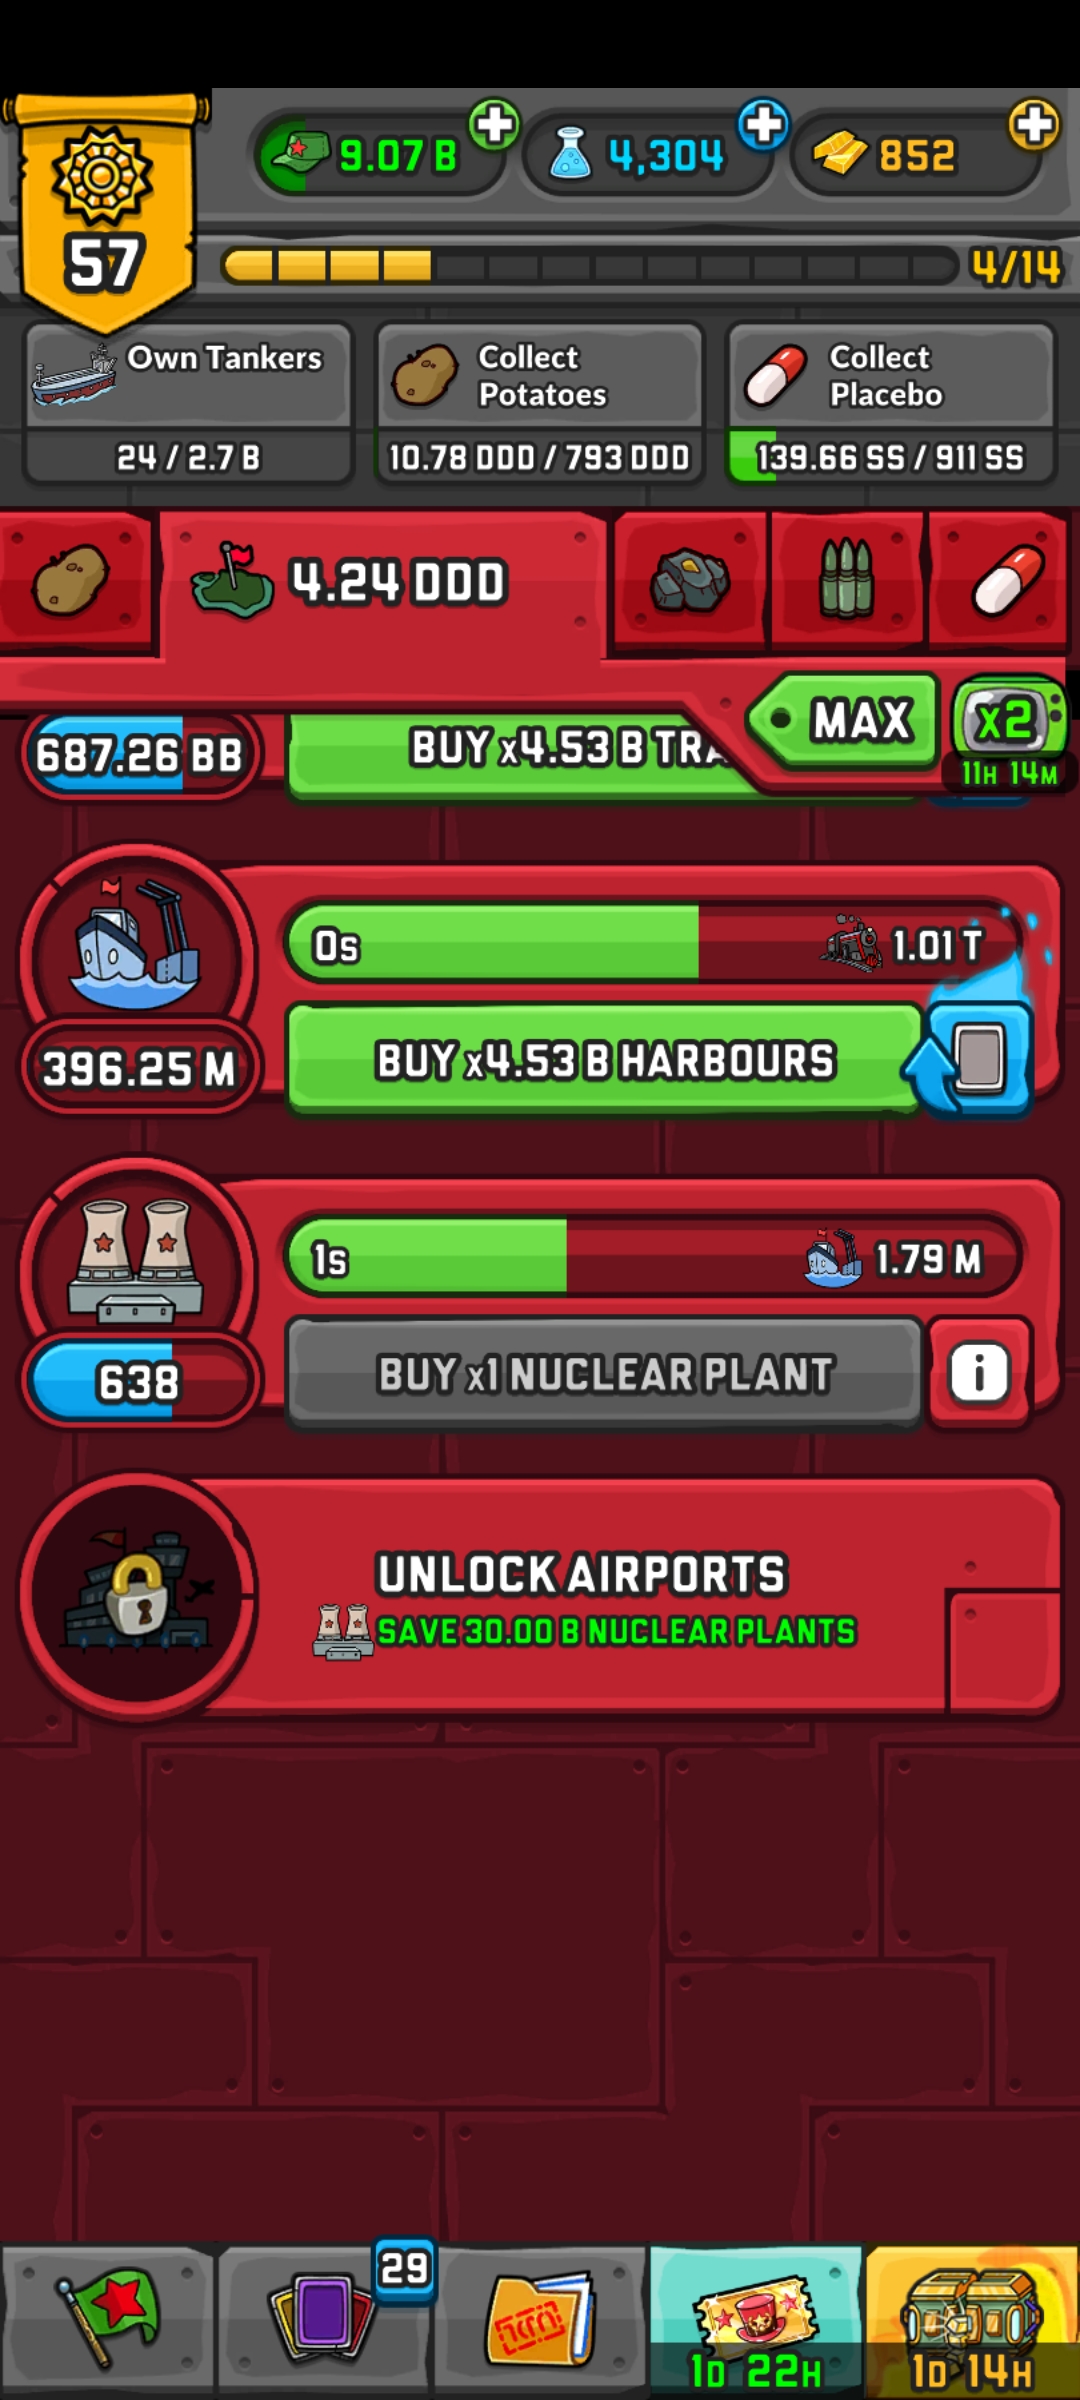 57
9.07 B
4,304
852
4/14
Own Tankers
24 / 2.7 B
Collect
Potatoes
10.78 DDD / 793 DDD
Collect
Placebo
139.66 SS / 911 SS
4.24 DDD
MAX
x2
11H 14M
687.26 BB
BUY x4.53 B TRA
0s
1.01 T
396.25 M
BUY x4.53 B HARBOURS
1s
1.79 M
638
BUY x1 NUCLEAR PLANT
i
UNLOCK AIRPORTS
SAVE 30.00 B NUCLEAR PLANTS
29
1D 22H
1D 14H